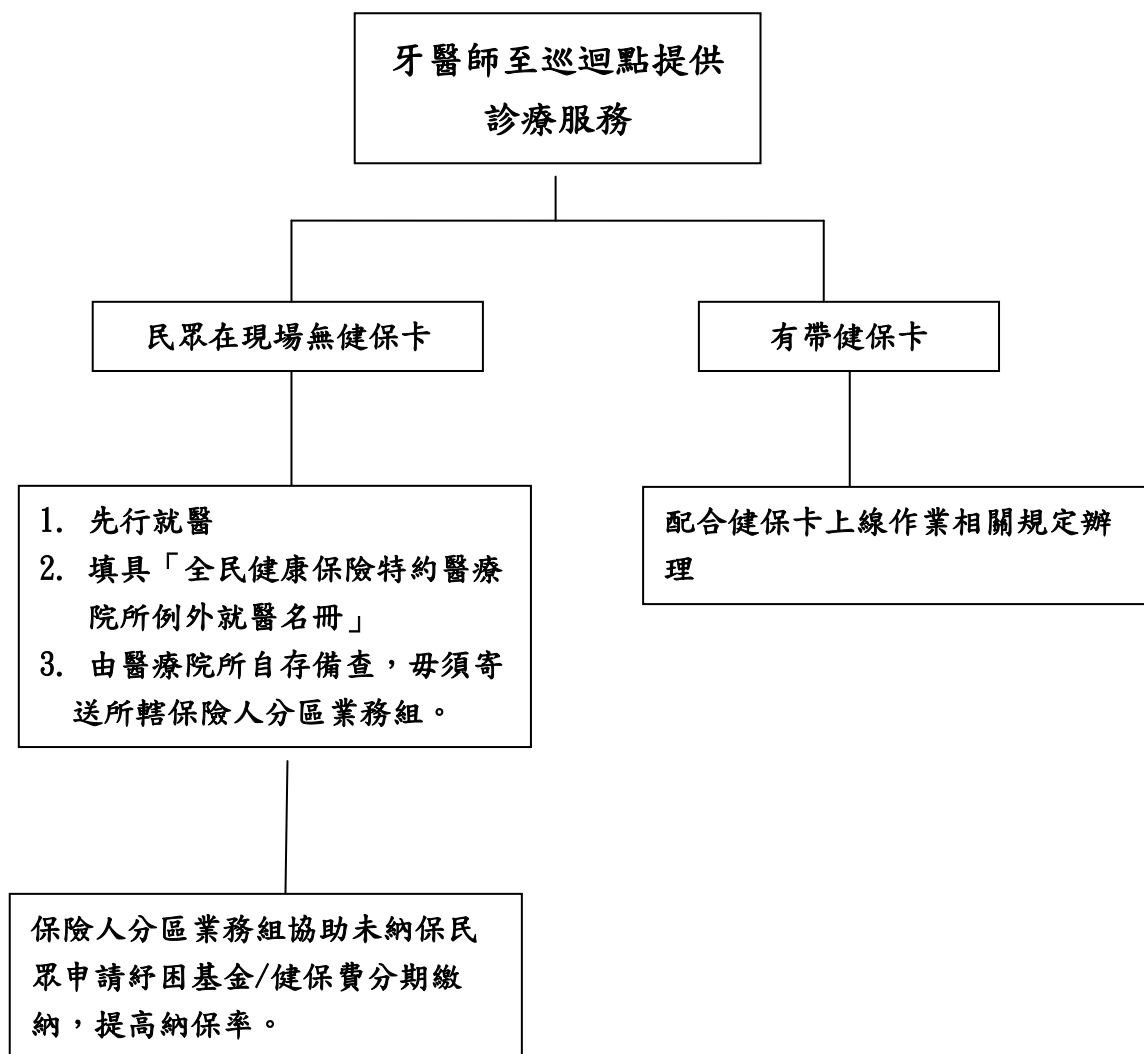 牙醫師至巡迴點提供
診療服務
民眾在現場無健保卡
有帶健保卡
1. 先行就醫
2. 填具「全民健康保險特約醫療
院所例外就醫名冊」
3. 由醫療院所自存備查，毋須寄
送所轄保險人分區業務組。
配合健保卡上線作業相關規定辦
理
保險人分區業務組協助未納保民
眾申請紓困基金/健保費分期繳
納，提高納保率。